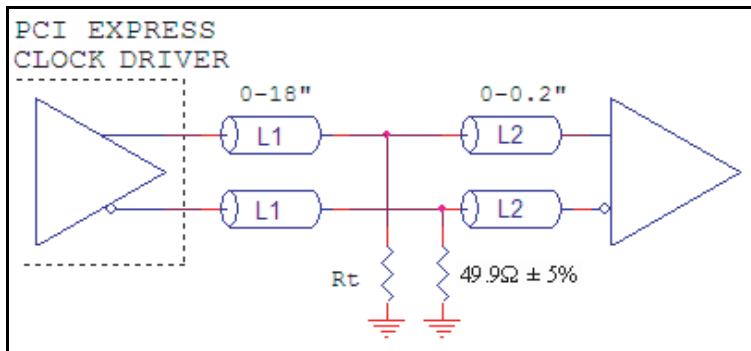 PCI EXPRESS
CLOCK DRIVER
0-18"
0-0.2"
L1
L2
L1
L2
Rt
49.9Ω ± 5%